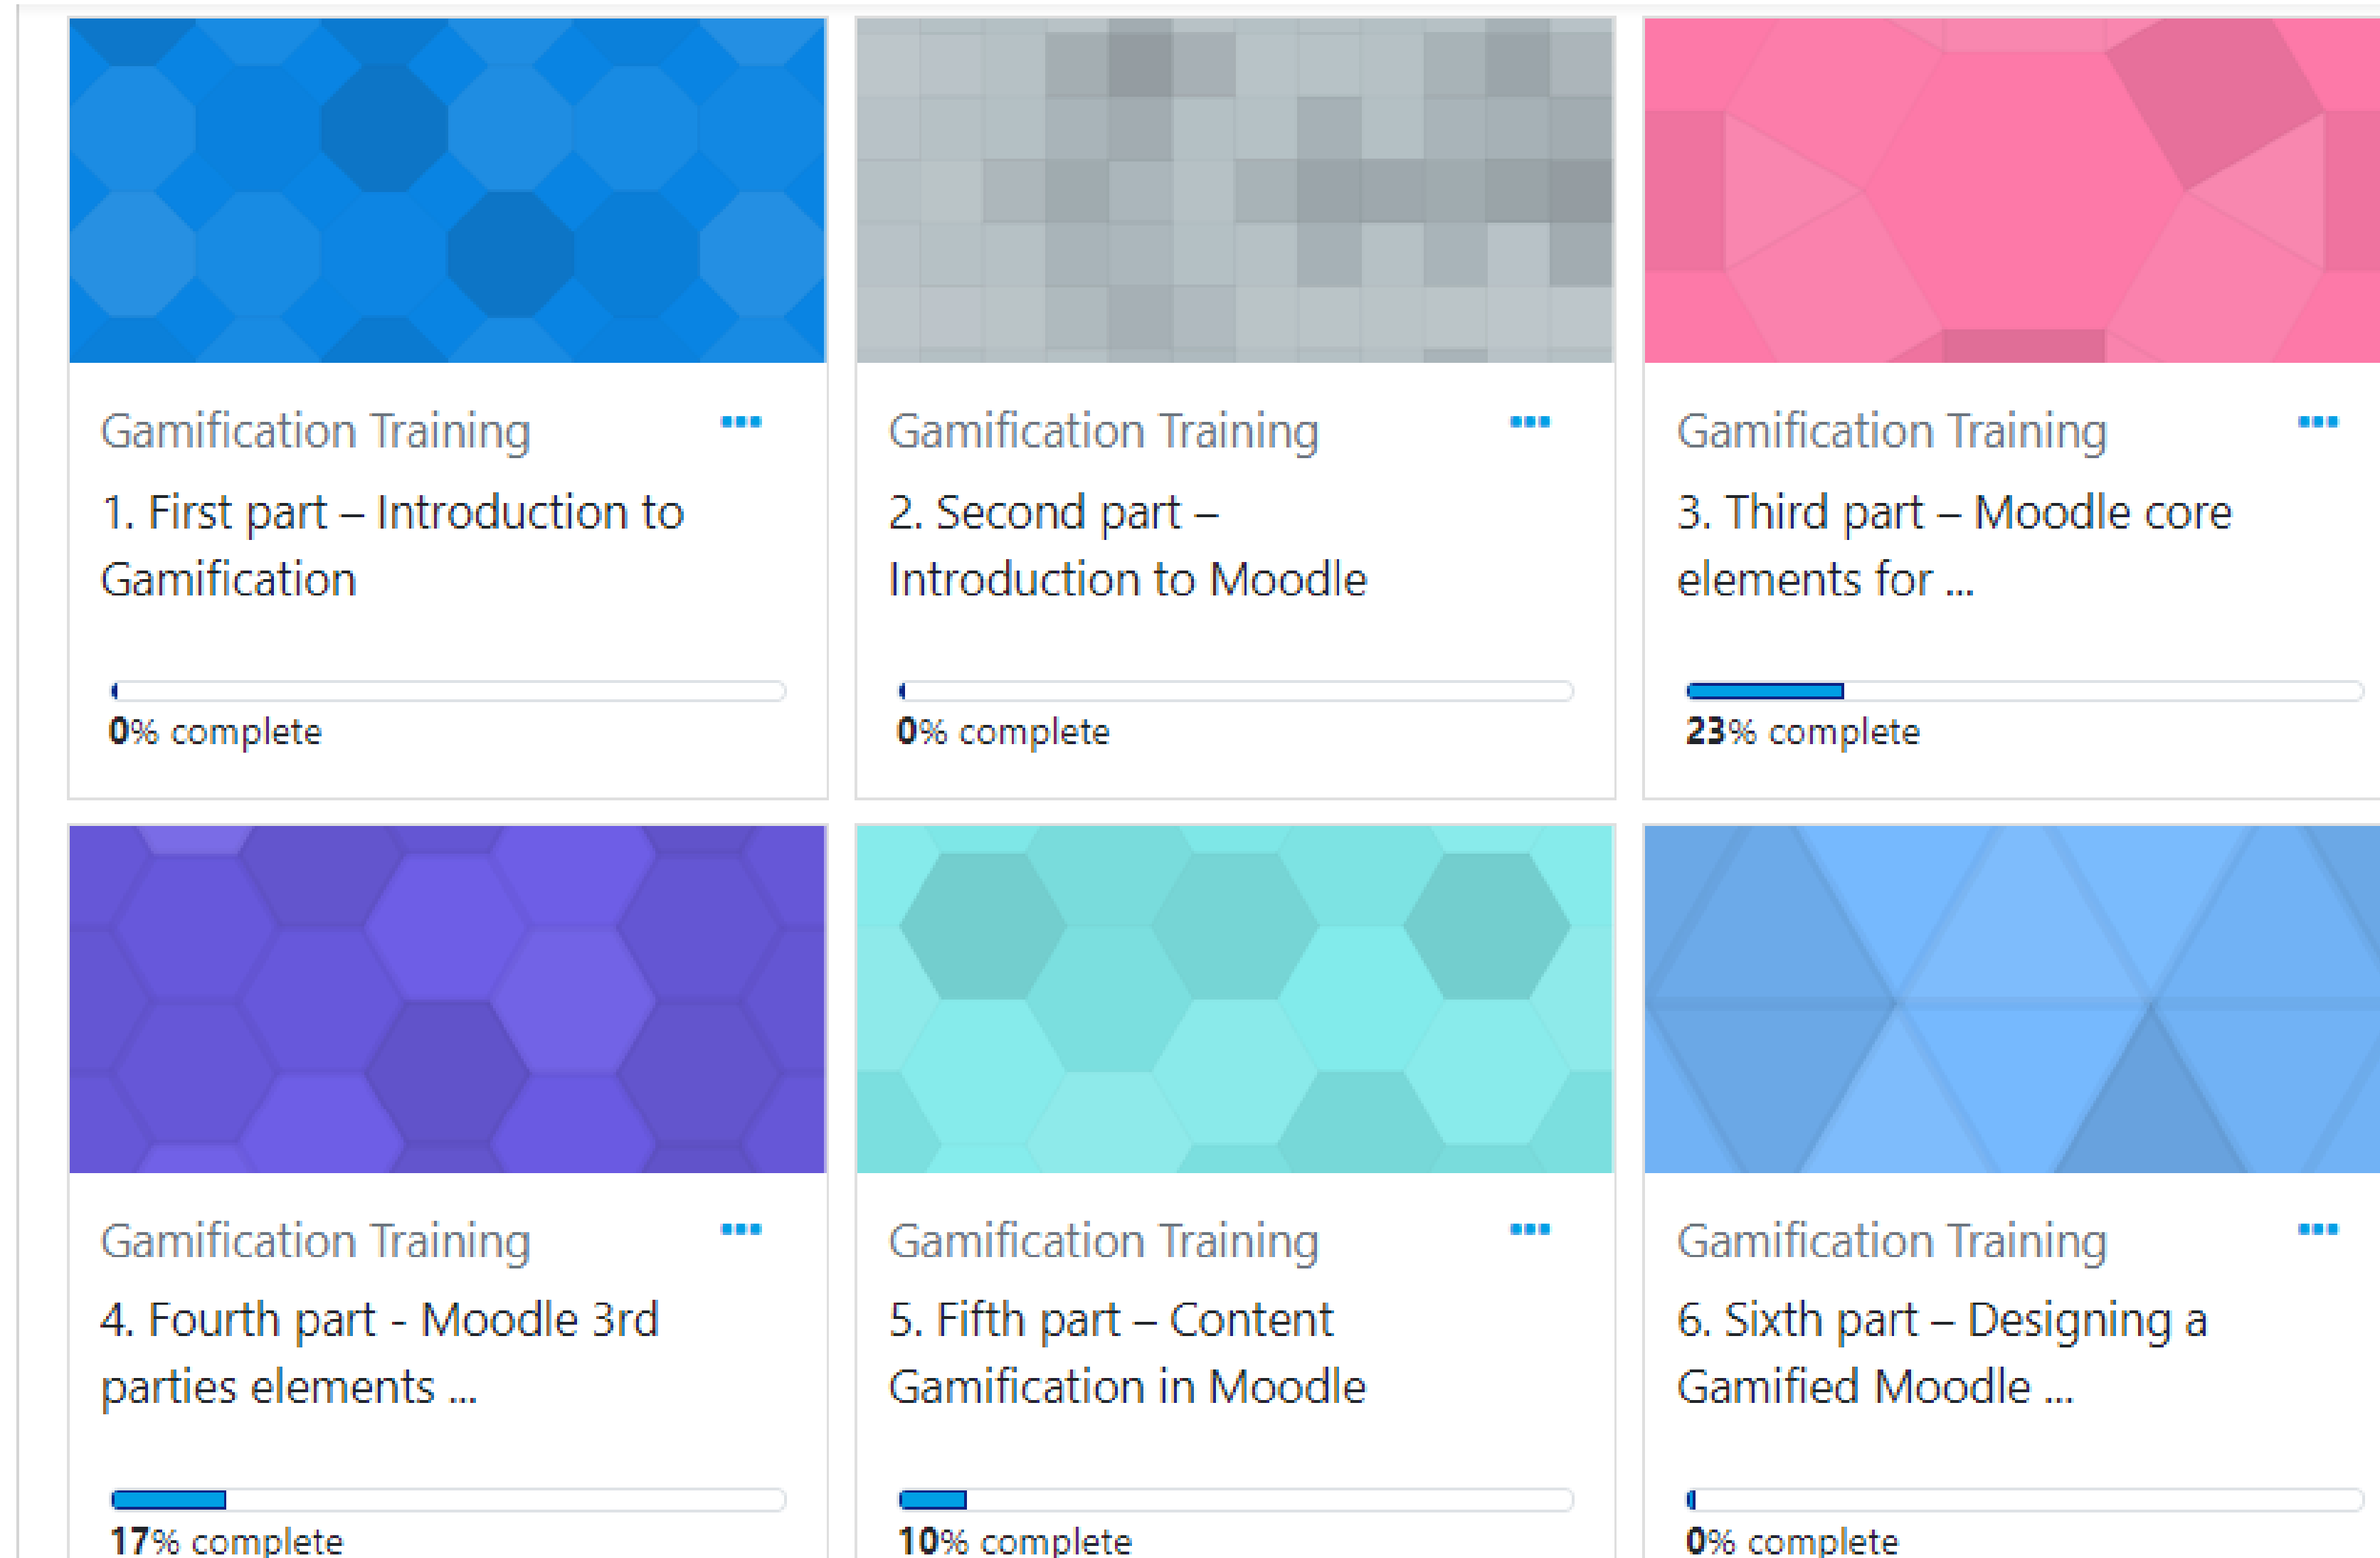 Gamification Training
1. First part – Introduction to
Gamification
0% complete
Gamification Training
2. Second part –
Introduction to Moodle
0% complete
Gamification Training
3. Third part – Moodle core
elements for ...
23% complete
Gamification Training
4. Fourth part - Moodle 3rd
parties elements ...
17% complete
Gamification Training
5. Fifth part – Content
Gamification in Moodle
10% complete
Gamification Training
6. Sixth part – Designing a
Gamified Moodle ...
0% complete